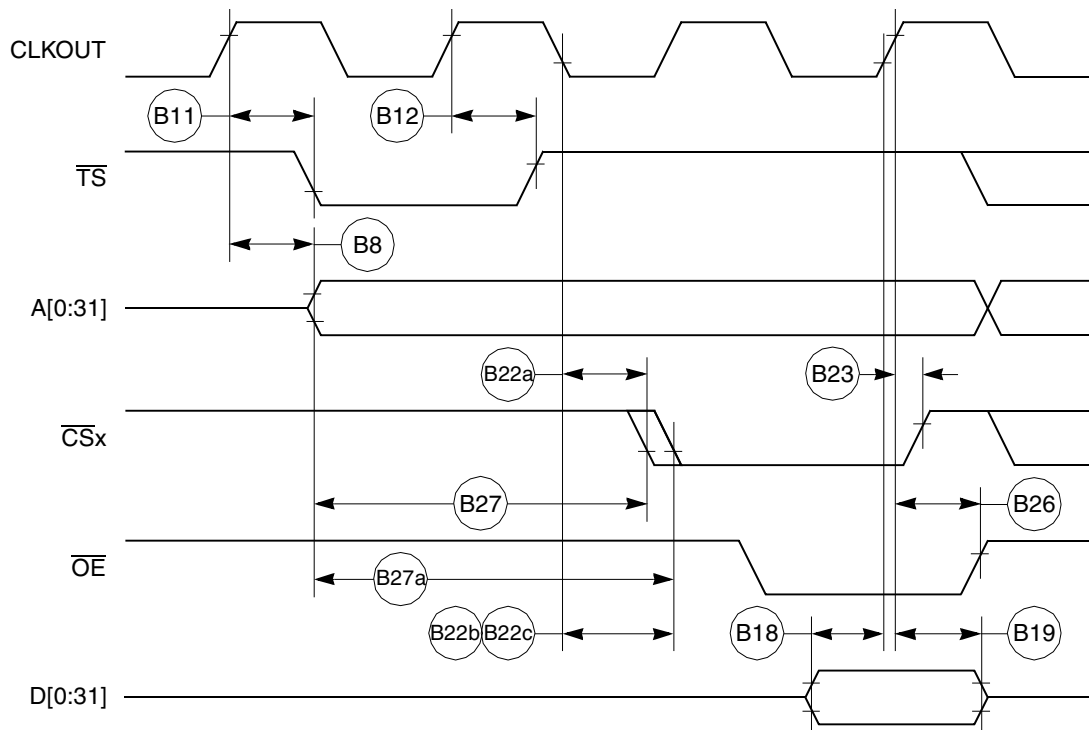 CLKOUT
B11
B12
TS
B8
A[0:31]
B22a
B23
CSx
B27
B26
OE
B27a
B22b B22c
B18
B19
D[0:31]